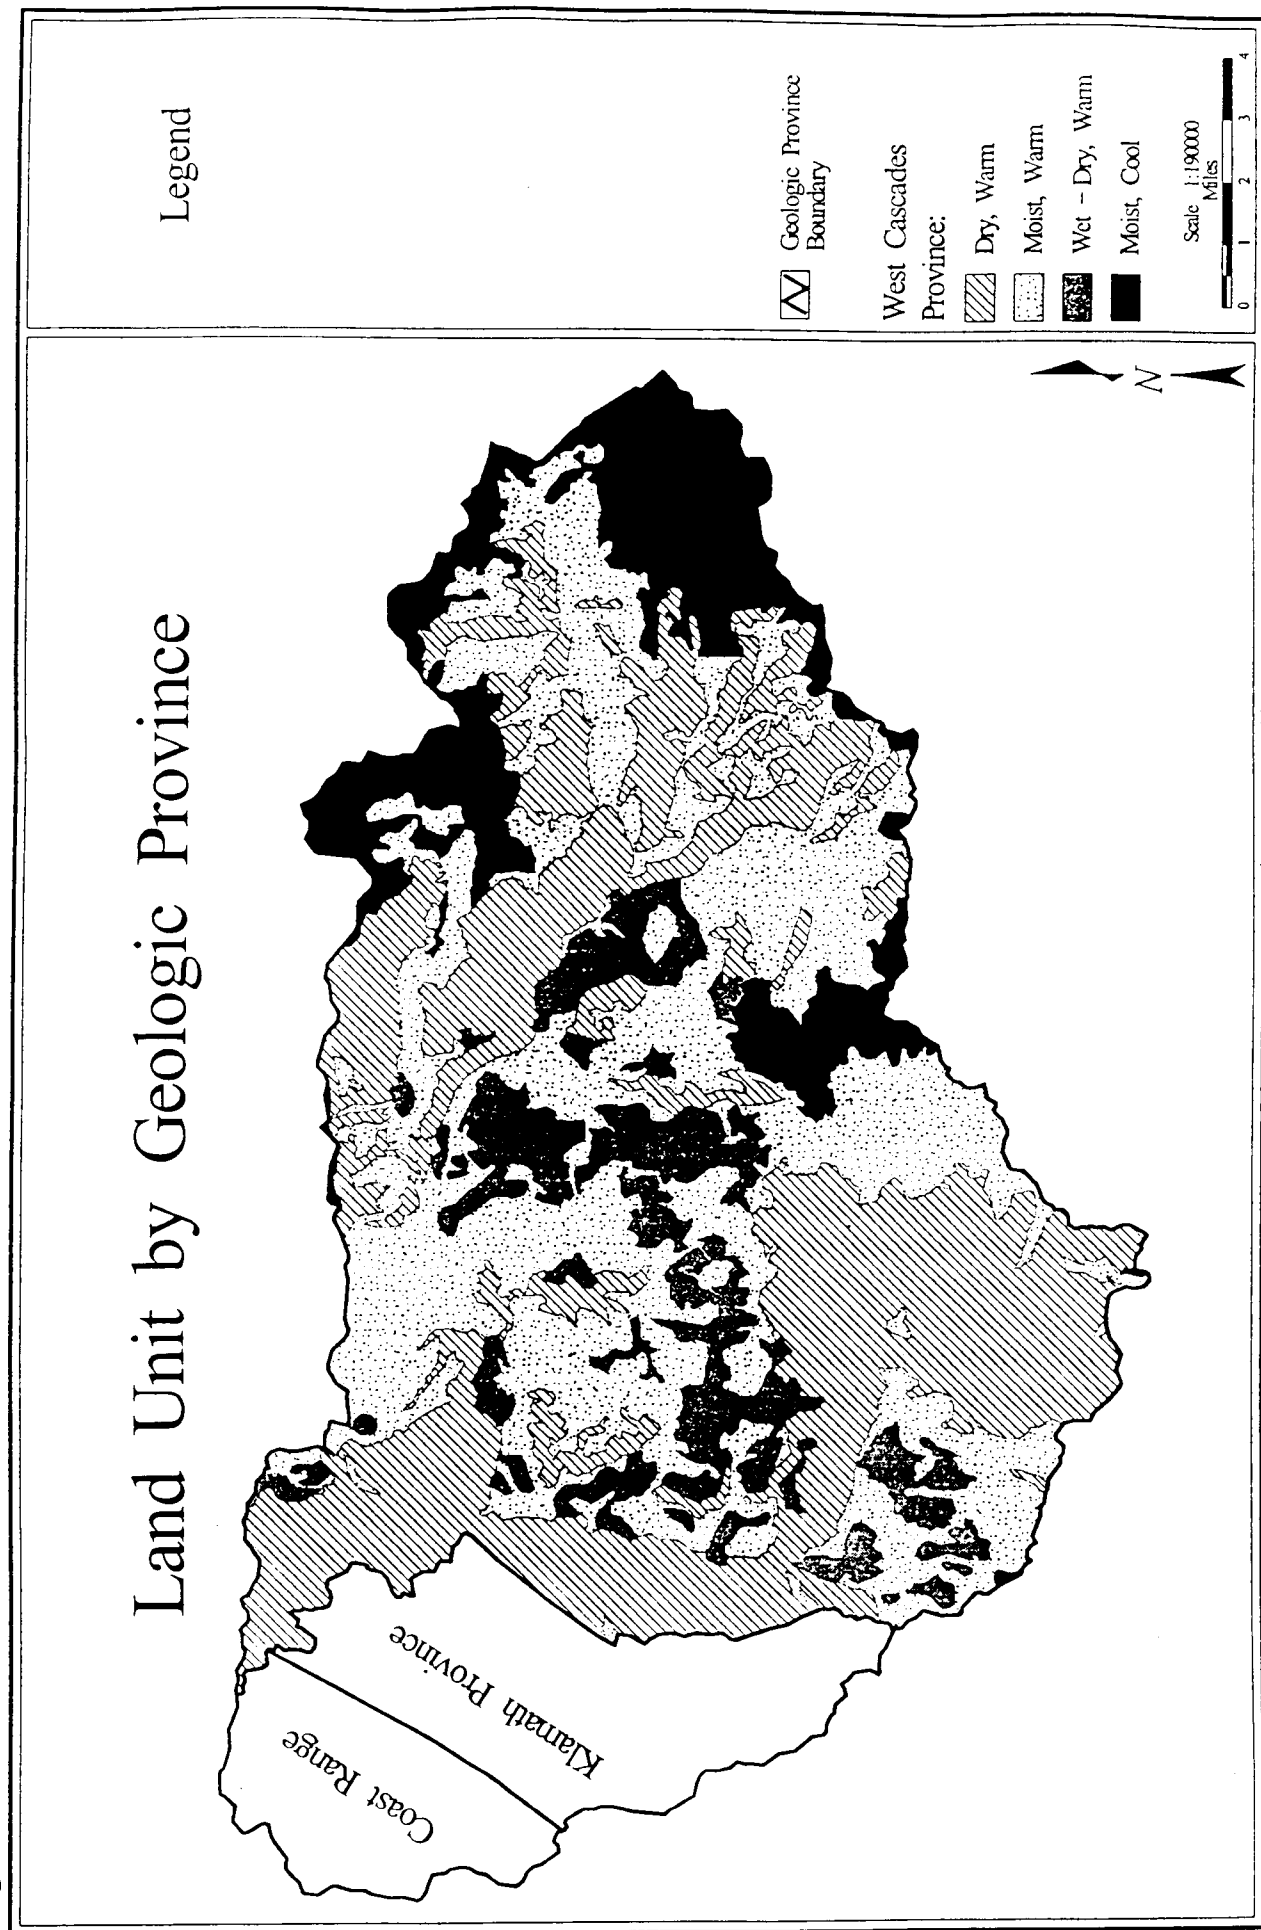 Land Unit by Geologic Province
Coast Range
Klamath Province
N
Legend
Geologic Province
Boundary
West Cascades
Province:
Dry, Warm
Moist, Warm
Wet - Dry, Warm
Moist, Cool
Scale 1:190000
Miles
0 1 2 3 4